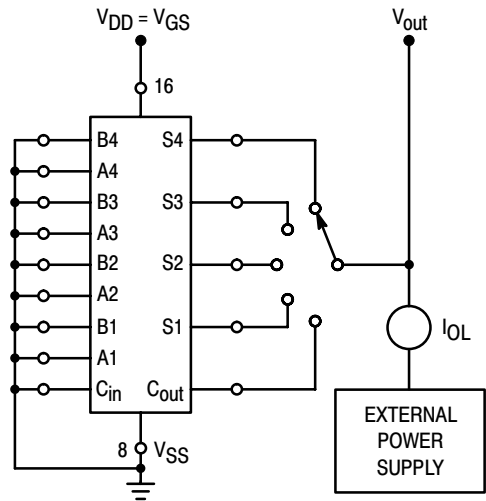 VDD = VGS
Vout
16
B4 S4
A4
B3 S3
A3
B2 S2
A2
B1 S1
A1
Cin Cout
IOL
8 VSS
EXTERNAL
POWER
SUPPLY